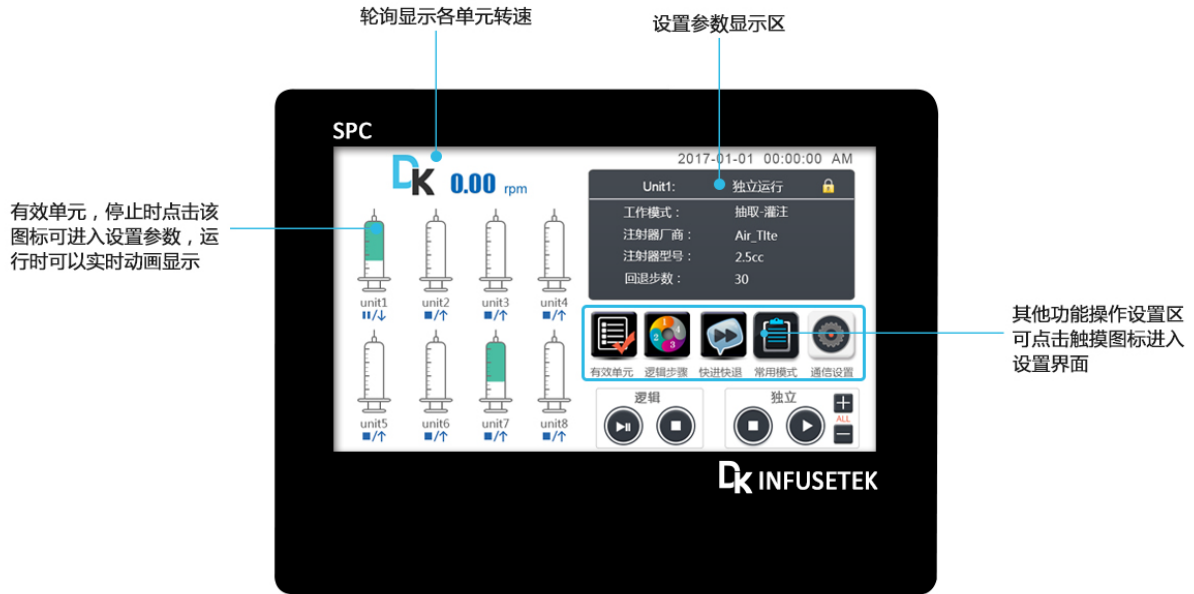 轮询显示各单元转速
设置参数显示区
SPC
2017-01-01 00:00:00 AM
DK 0.00 rpm
Unit1: 独立运行
工作模式： 抽取-灌注
注射器厂商： Air_TIte
注射器型号： 2.5cc
回退步数： 30
有效单元，停止时点击该
图标可进入设置参数，运
行时可以实时动画显示
unit1 unit2 unit3 unit4
⏸/↓ ■/↑ ■/↑ ■/↑
unit5 unit6 unit7 unit8
■/↑ ■/↑ ■/↑ ■/↑
1 2 3 4
有效单元 逻辑步骤 快进快退 常用模式 通信设置
其他功能操作设置区
可点击触摸图标进入
设置界面
逻辑 独立
+
ALL
−
DK INFUSETEK